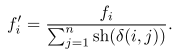 f'_i = \frac{f_i}{\sum_{j=1}^{n} \mathrm{sh}(\delta(i,j))}.